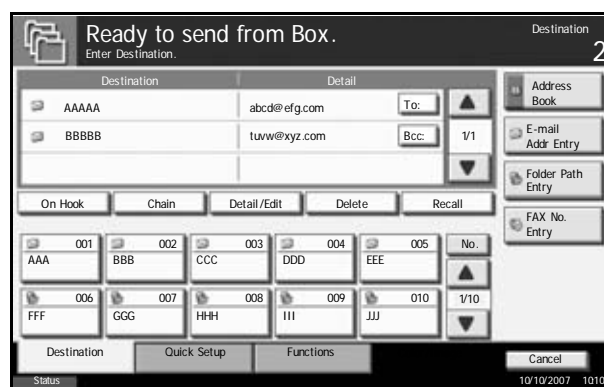 Ready to send from Box.
Enter Destination.
Destination
2
Destination Detail
AAAAA abcd@efg.com To:
BBBBB tuvw@xyz.com Bcc: 1/1
Address Book
E-mail Addr Entry
Folder Path Entry
FAX No. Entry
On Hook Chain Detail/Edit Delete Recall
001 002 003 004 005 No.
AAA BBB CCC DDD EEE
006 007 008 009 010 1/10
FFF GGG HHH III JJJ
Destination Quick Setup Functions
Cancel
Status 10/10/2007 1010